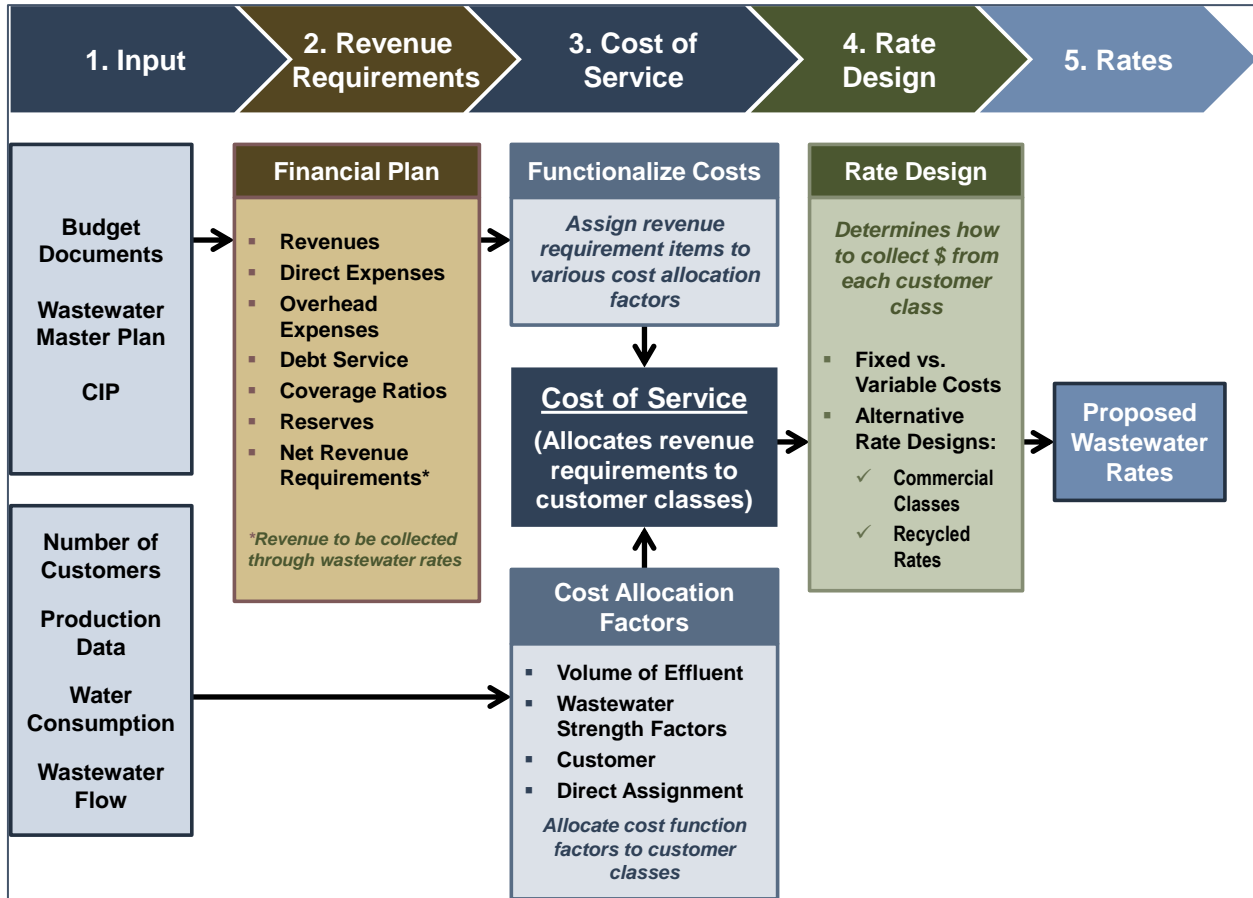 1. Input
2. Revenue
Requirements
3. Cost of
Service
4. Rate
Design
5. Rates
Budget
Documents
Wastewater
Master Plan
CIP
Number of
Customers
Production
Data
Water
Consumption
Wastewater
Flow
Financial Plan
▪ Revenues
▪ Direct Expenses
▪ Overhead
Expenses
▪ Debt Service
▪ Coverage Ratios
▪ Reserves
▪ Net Revenue
Requirements*
*Revenue to be collected
through wastewater rates
Functionalize Costs
Assign revenue
requirement items to
various cost allocation
factors
Cost of Service
(Allocates revenue
requirements to
customer classes)
Cost Allocation
Factors
▪ Volume of Effluent
▪ Wastewater
Strength Factors
▪ Customer
▪ Direct Assignment
Allocate cost function
factors to customer
classes
Rate Design
Determines how
to collect $ from
each customer
class
▪ Fixed vs.
Variable Costs
▪ Alternative
Rate Designs:
✓ Commercial
Classes
✓ Recycled
Rates
Proposed
Wastewater
Rates